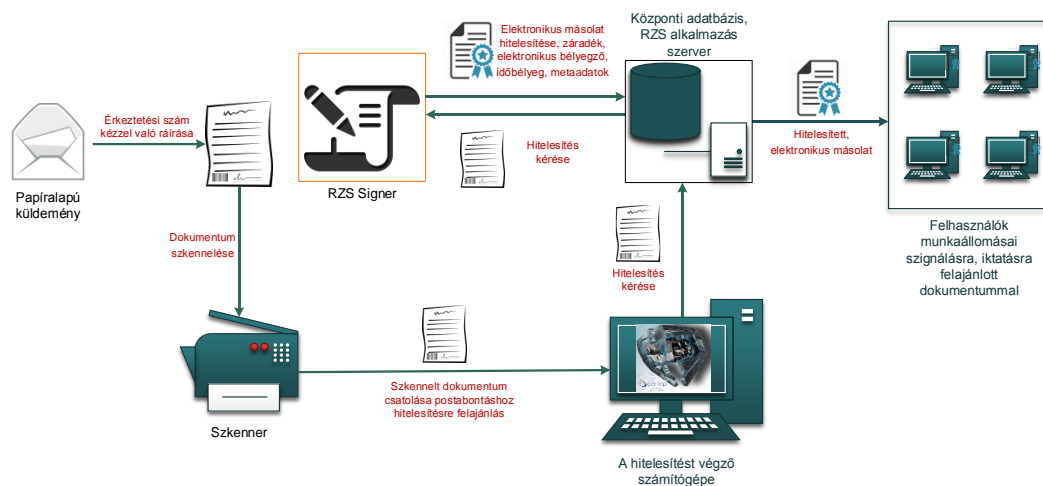 Elektronikus másolat
hitelesítése, záradék,
elektronikus bélyegző,
időbélyeg, metaadatok
Központi adatbázis,
RZS alkalmazás
szerver
Érkeztetési szám
kézzel való ráírása
Hitelesítés
kérése
Hitelesített,
elektronikus másolat
Papíralapú
küldemény
RZS Signer
Dokumentum
szkennelése
Hitelesítés
kérése
Felhasználók
munkaállomásai
szignálásra, iktatásra
felajánlott
dokumentummal
Szkennelt dokumentum
csatolása postabontáshoz
hitelesítésre felajánlás
Szkenner
A hitelesítést végző
számítógépe